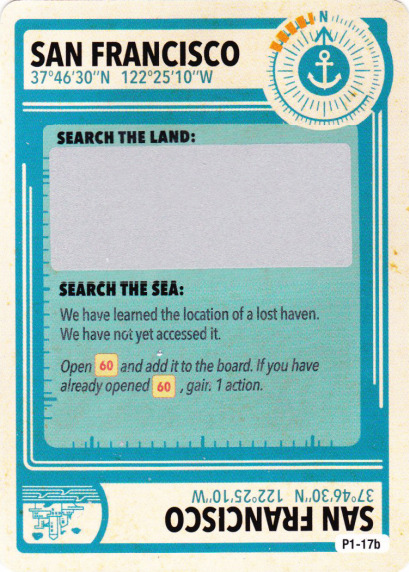 N
SAN FRANCISCO
37°46'30"N 122°25'10"W
SEARCH THE LAND:
SEARCH THE SEA:
We have learned the location of a lost haven.
We have not yet accessed it.
Open 60 and add it to the board. If you have
already opened 60 , gain 1 action.
37°46'30"N 122°25'10"W
SAN FRANCISCO
P1-17b